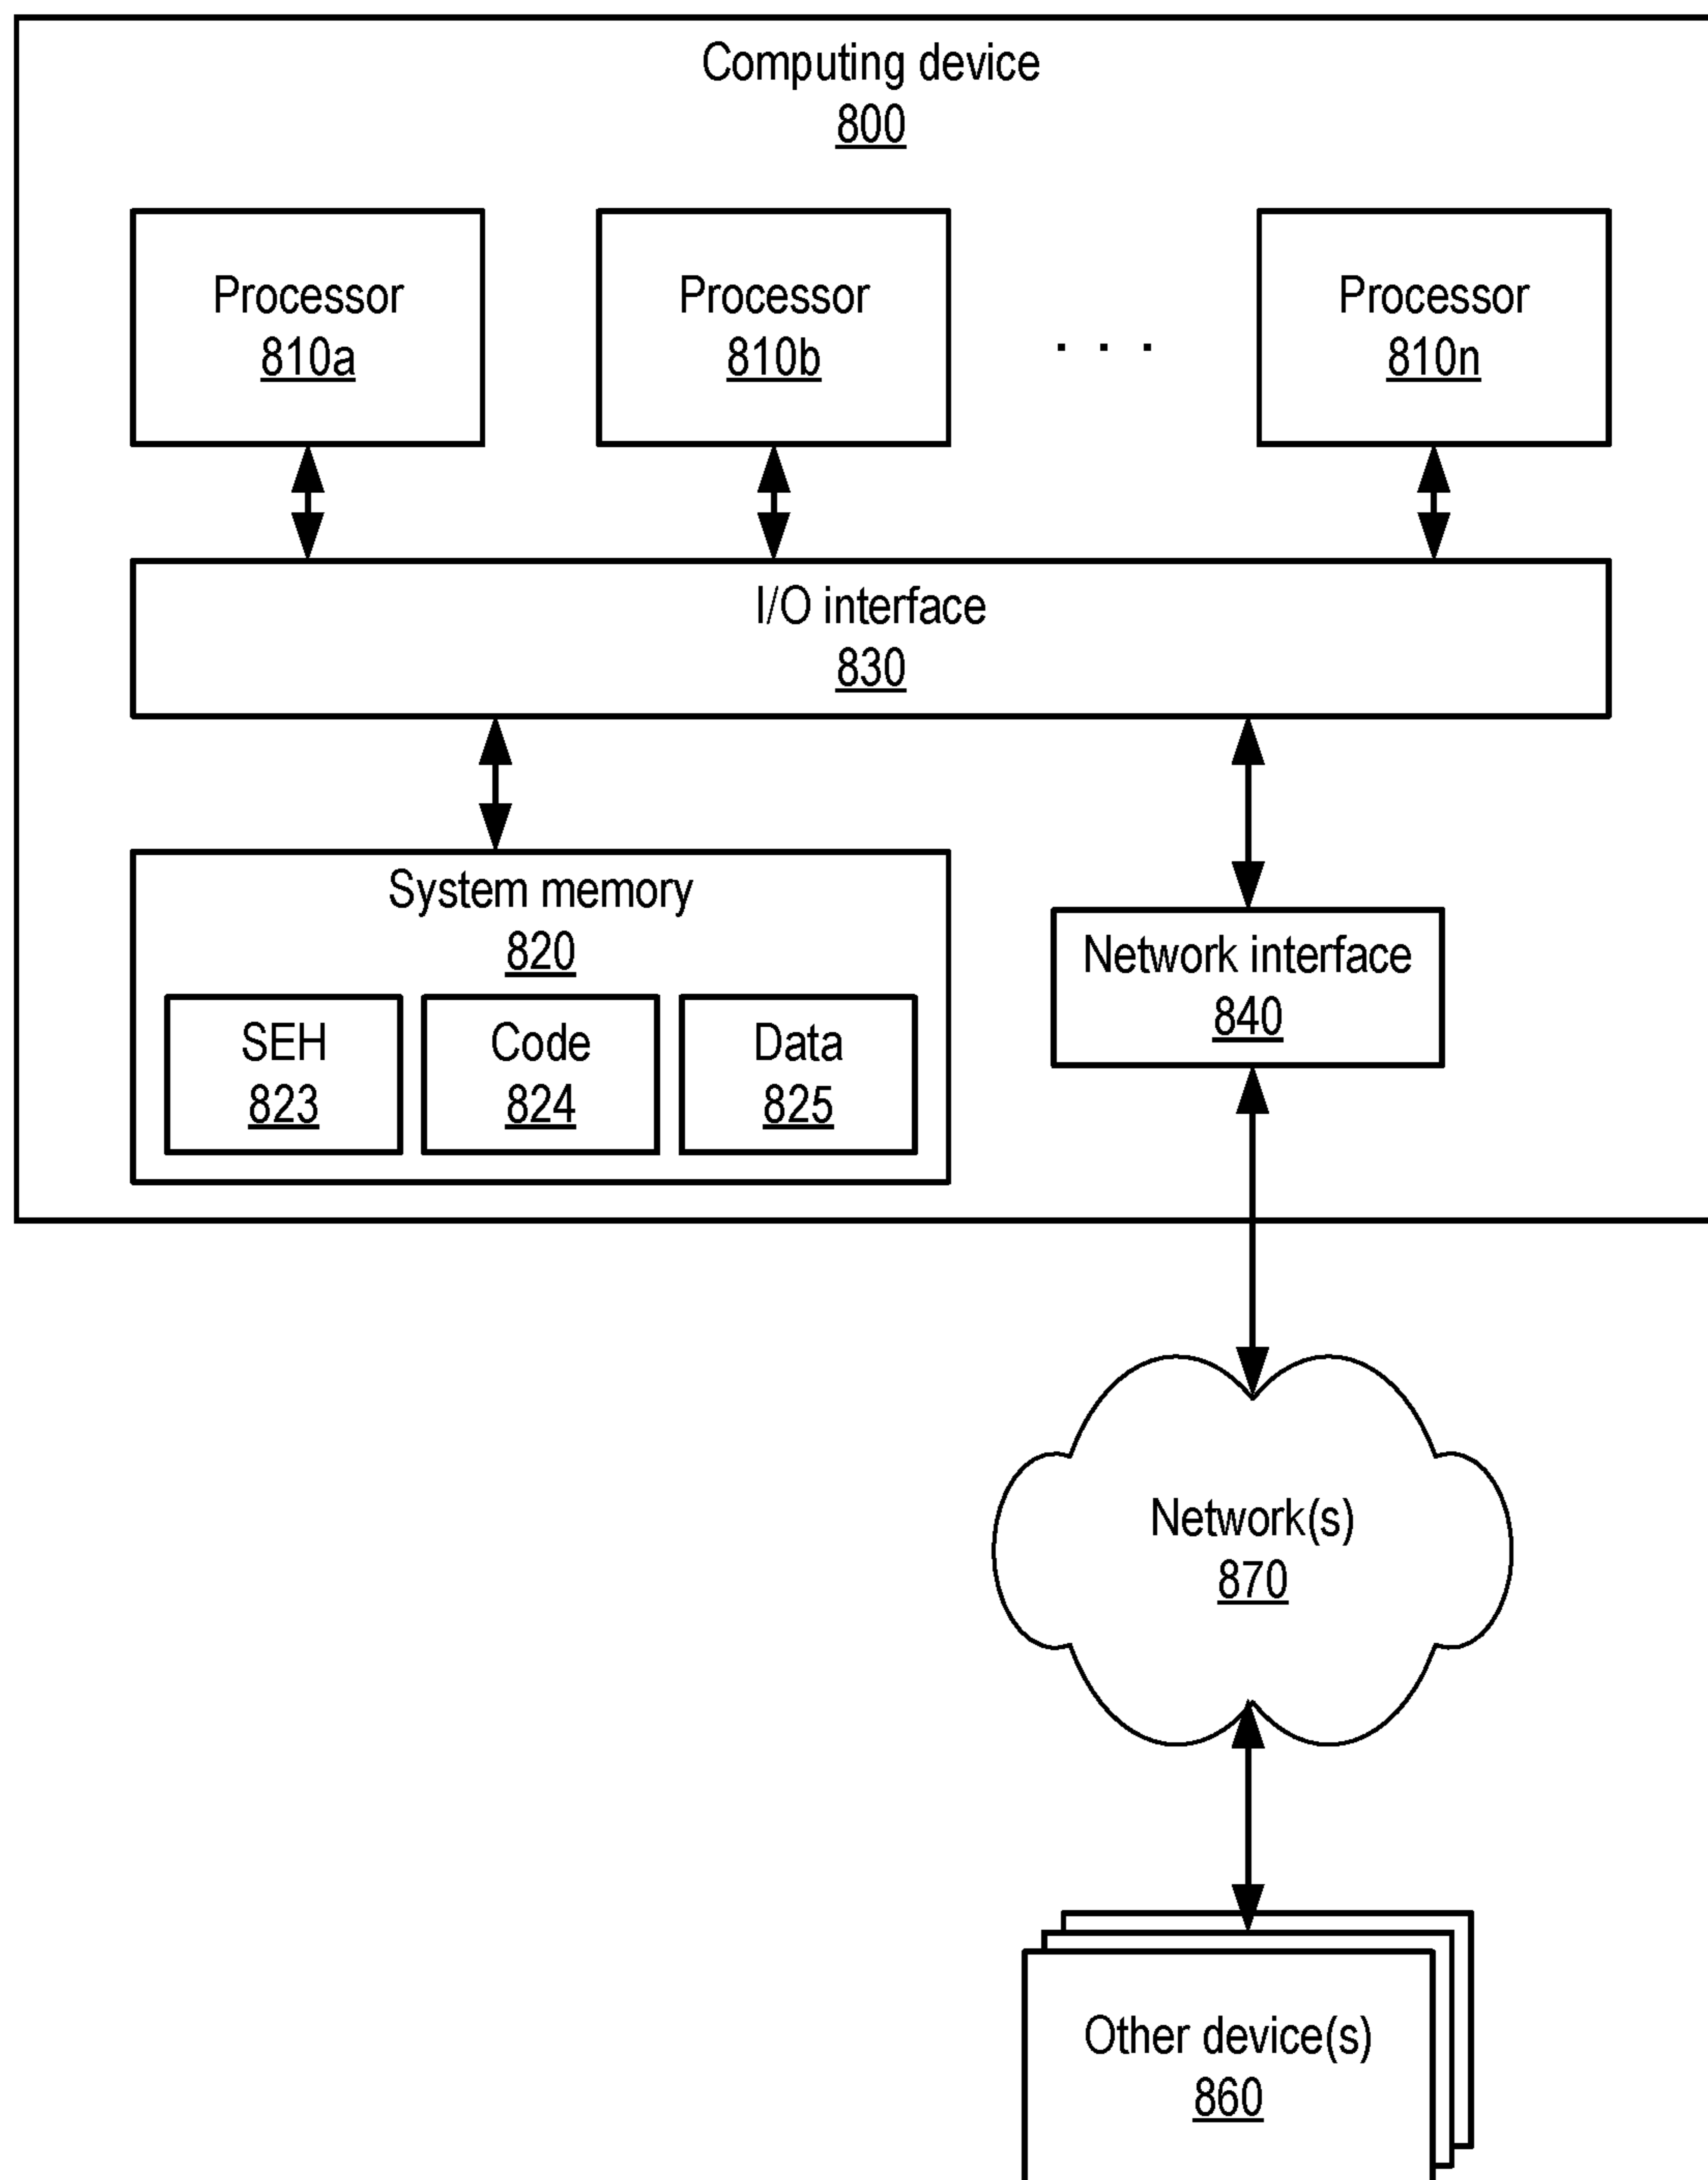 Computing device
800
Processor
810a
Processor
810b
. . .
Processor
810n
I/O interface
830
System memory
820
SEH
823
Code
824
Data
825
Network interface
840
Network(s)
870
Other device(s)
860